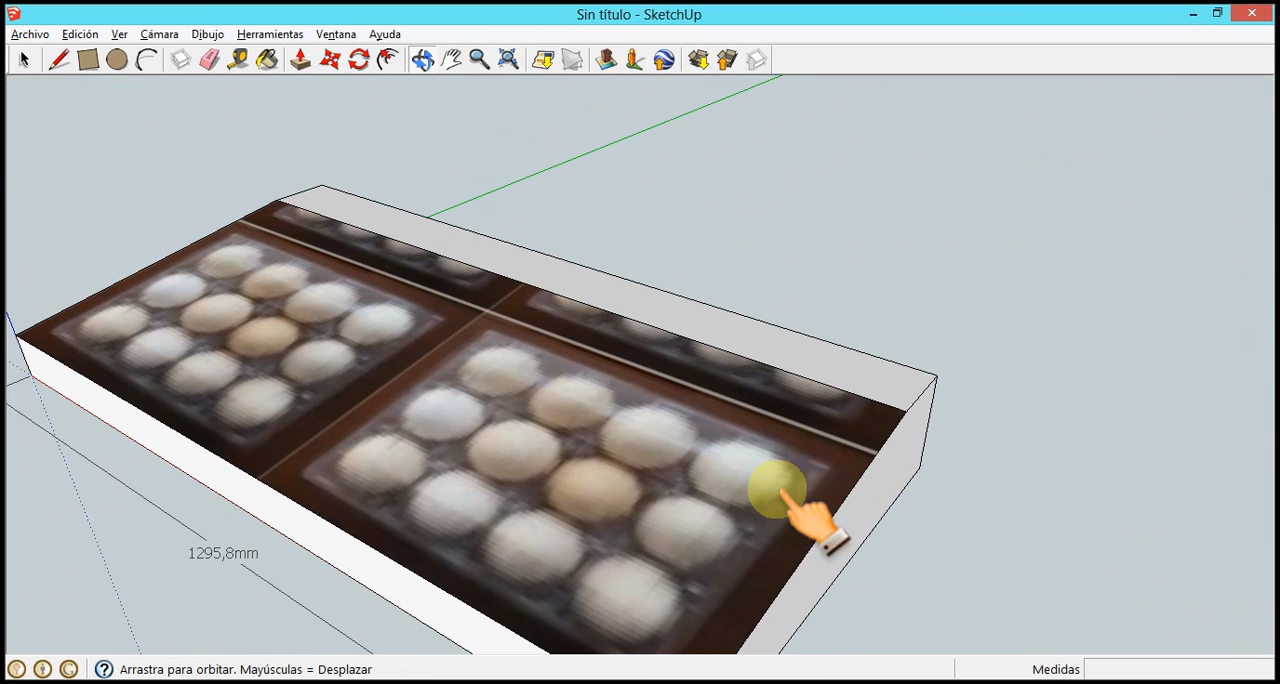 Sin título - SketchUp
Archivo Edición Ver Cámara Dibujo Herramientas Ventana Ayuda
1295,8mm
Arrastra para orbitar. Mayúsculas = Desplazar Medidas